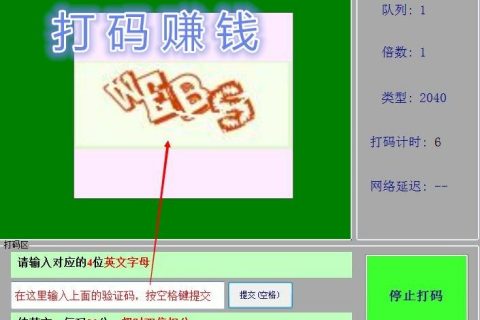 打码赚钱
WEBS
队列: 1
倍数: 1
类型: 2040
打码计时: 6
网络延迟: --
打码区
请输入对应的4位英文字母
在这里输入上面的验证码，按空格键提交
提交(空格)
停止打码